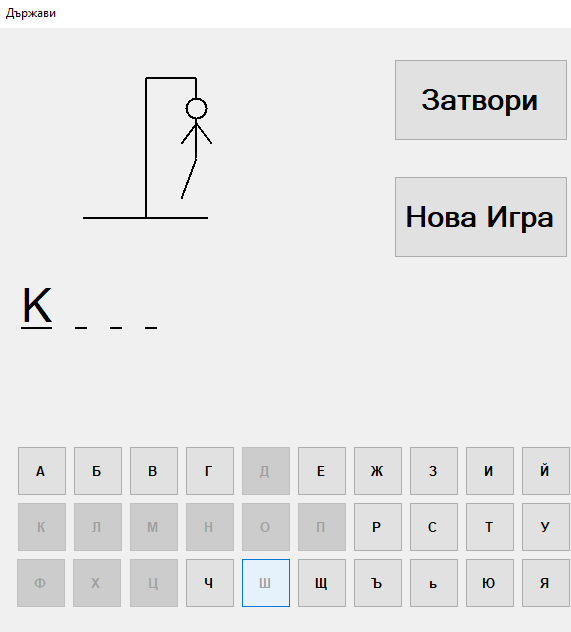 Държави
Затвори
Нова Игра
К _ _ _
А Б В Г Д Е Ж З И Й
К Л М Н О П Р С Т У
Ф Х Ц Ч Ш Щ Ъ ь Ю Я